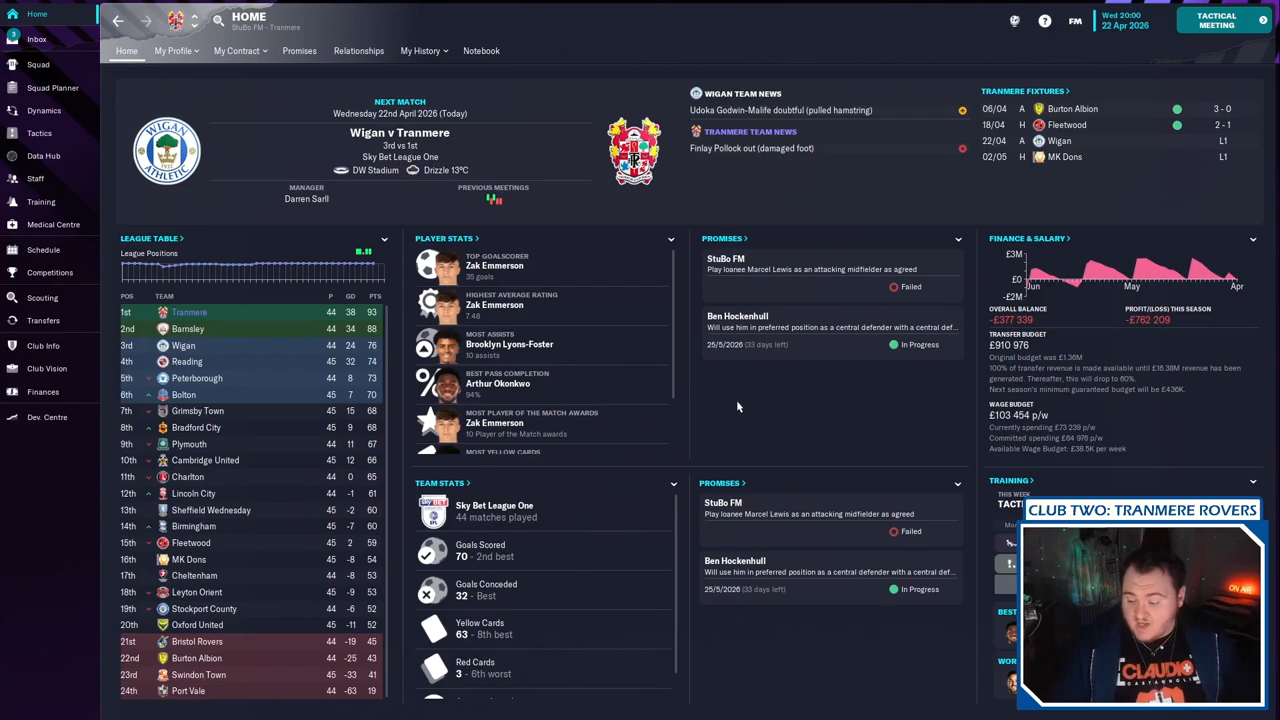 Home
HOME
StuBo FM - Tranmere
Wed 20:00
22 Apr 2026
TACTICAL
MEETING
3
Inbox
Squad
Squad Planner
Dynamics
Tactics
Data Hub
Staff
Training
Medical Centre
Schedule
Competitions
Scouting
Transfers
Club Info
Club Vision
Finances
Dev. Centre
?
FM
Home
My Profile
My Contract
Promises
Relationships
My History
Notebook
NEXT MATCH
Wednesday 22nd April 2026 (Today)
Wigan v Tranmere
3rd vs 1st
Sky Bet League One
DW Stadium
Drizzle 13°C
MANAGER
Darren Sarll
PREVIOUS MEETINGS
WIGAN TEAM NEWS
Udoka Godwin-Malife doubtful (pulled hamstring)
TRANMERE TEAM NEWS
Finlay Pollock out (damaged foot)
TRANMERE FIXTURES
06/04 A Burton Albion 3 - 0
18/04 H Fleetwood 2 - 1
22/04 A Wigan L1
02/05 H MK Dons L1
LEAGUE TABLE
League Positions
POS TEAM P GD PTS
1st Tranmere 44 38 93
2nd Barnsley 44 34 88
3rd Wigan 44 24 76
4th Reading 45 32 74
5th Peterborough 44 8 73
6th Bolton 45 7 70
7th Grimsby Town 45 15 68
8th Bradford City 45 9 68
9th Plymouth 44 11 67
10th Cambridge United 45 12 66
11th Charlton 44 0 65
12th Lincoln City 44 -1 61
13th Sheffield Wednesday 45 -2 60
14th Birmingham 44 -7 60
15th Fleetwood 45 2 59
16th MK Dons 44 -8 54
17th Cheltenham 44 -8 53
18th Leyton Orient 45 -9 53
19th Stockport County 44 -6 52
20th Oxford United 45 -11 52
21st Bristol Rovers 44 -19 45
22nd Burton Albion 44 -25 43
23rd Swindon Town 44 -33 41
24th Port Vale 44 -63 19
PLAYER STATS
TOP GOALSCORER
Zak Emmerson
35 goals
HIGHEST AVERAGE RATING
Zak Emmerson
7.48
MOST ASSISTS
Brooklyn Lyons-Foster
10 assists
BEST PASS COMPLETION
Arthur Okonkwo
94%
MOST PLAYER OF THE MATCH AWARDS
Zak Emmerson
10 Player of the Match awards
MOST YELLOW CARDS
TEAM STATS
Sky Bet League One
44 matches played
Goals Scored
70 - 2nd best
Goals Conceded
32 - Best
Yellow Cards
63 - 8th best
Red Cards
3 - 6th worst
PROMISES
StuBo FM
Play loanee Marcel Lewis as an attacking midfielder as agreed
Failed
Ben Hockenhull
Will use him in preferred position as a central defender with a central def...
25/5/2026 (33 days left)
In Progress
PROMISES
StuBo FM
Play loanee Marcel Lewis as an attacking midfielder as agreed
Failed
Ben Hockenhull
Will use him in preferred position as a central defender with a central def...
25/5/2026 (33 days left)
In Progress
FINANCE & SALARY
£3M
£0
-£2M
Jun May Apr
OVERALL BALANCE
-£377 339
PROFIT/(LOSS) THIS SEASON
-£762 209
TRANSFER BUDGET
£910 976
Original budget was £1.36M
100% of transfer revenue is made available until £16.38M revenue has been
generated. Thereafter, this will drop to 60%.
Next season's minimum guaranteed budget will be £436K.
WAGE BUDGET
£103 454 p/w
Currently spending £73 239 p/w
Committed spending £64 976 p/w
Available Wage Budget: £38.5K per week
TRAINING
THIS WEEK
CLUB TWO: TRANMERE ROVERS
ON AIR
CLAUDIO
CASTAGNOLI